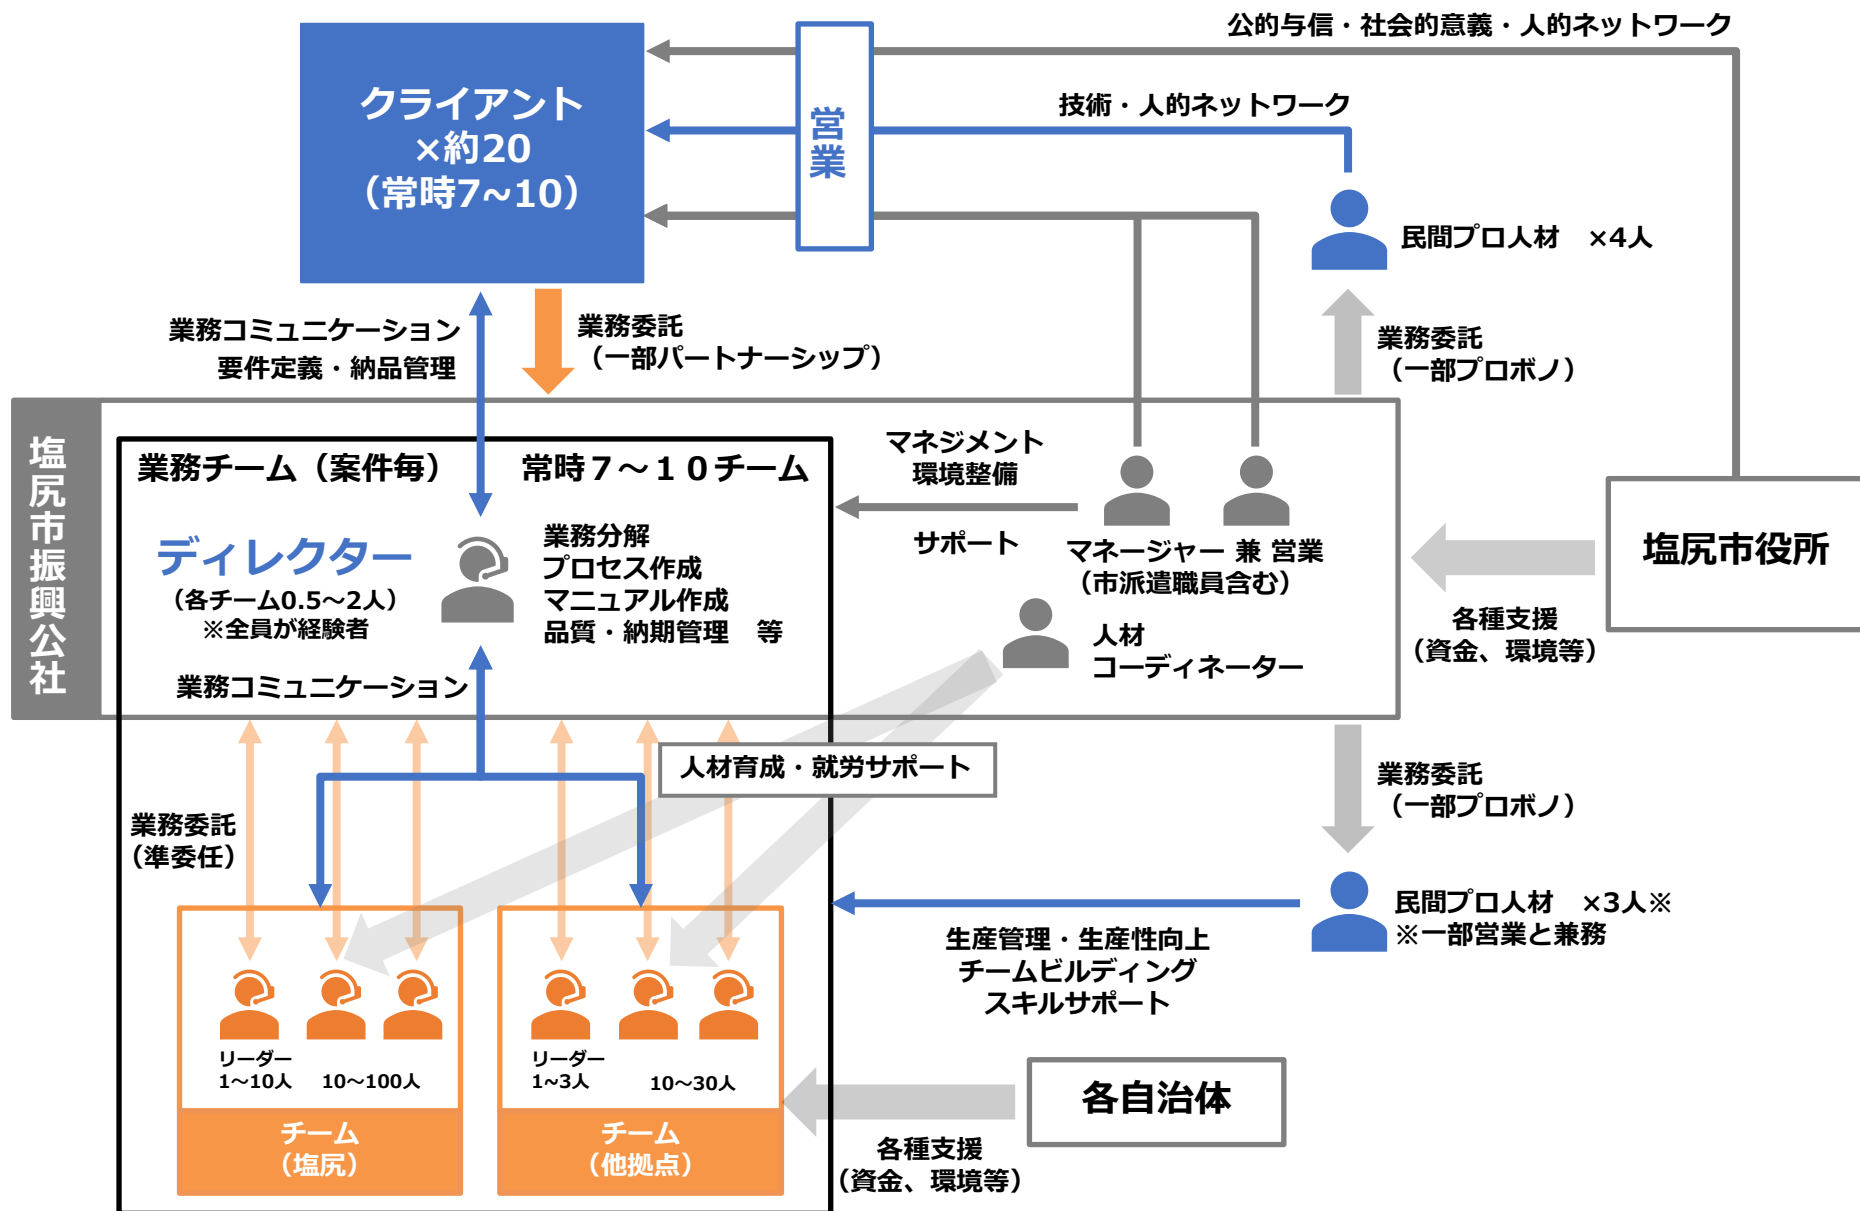 公的与信・社会的意義・人的ネットワーク
クライアント
×約20
（常時7~10）
営業
技術・人的ネットワーク
民間プロ人材　×4人
業務コミュニケーション
要件定義・納品管理
業務委託
（一部パートナーシップ）
業務委託
（一部プロボノ）
塩尻市振興公社
業務チーム（案件毎）　常時７～１０チーム
ディレクター
（各チーム0.5～2人）
※全員が経験者
業務分解
プロセス作成
マニュアル作成
品質・納期管理　等
業務コミュニケーション
マネジメント
環境整備
サポート
マネージャー 兼 営業
（市派遣職員含む）
人材
コーディネーター
塩尻市役所
各種支援
（資金、環境等）
人材育成・就労サポート
業務委託
（準委任）
業務委託
（一部プロボノ）
民間プロ人材　×3人※
※一部営業と兼務
生産管理・生産性向上
チームビルディング
スキルサポート
リーダー
1～10人
10～100人
チーム
（塩尻）
リーダー
1~3人
10～30人
チーム
（他拠点）
各自治体
各種支援
（資金、環境等）